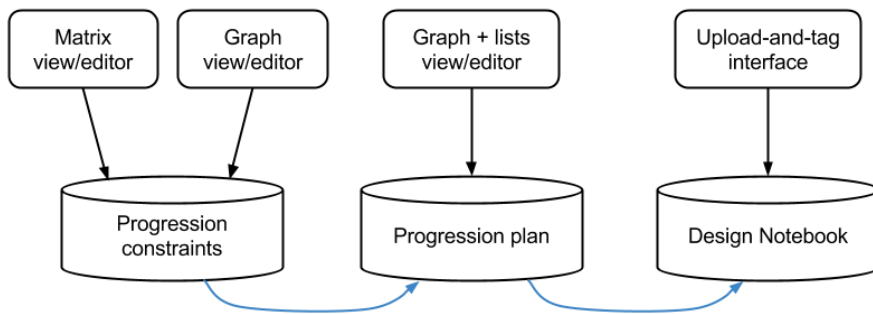 Matrix
view/editor
Graph
view/editor
Graph + lists
view/editor
Upload-and-tag
interface
Progression
constraints
Progression plan
Design Notebook